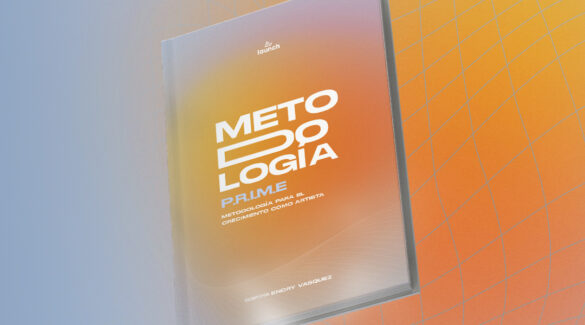 launch
METO
DO
LOGÍA
P.R.I.M.E
METODOLOGÍA PARA EL
CRECIMIENTO COMO ARTISTA
ENDRY VASQUEZ